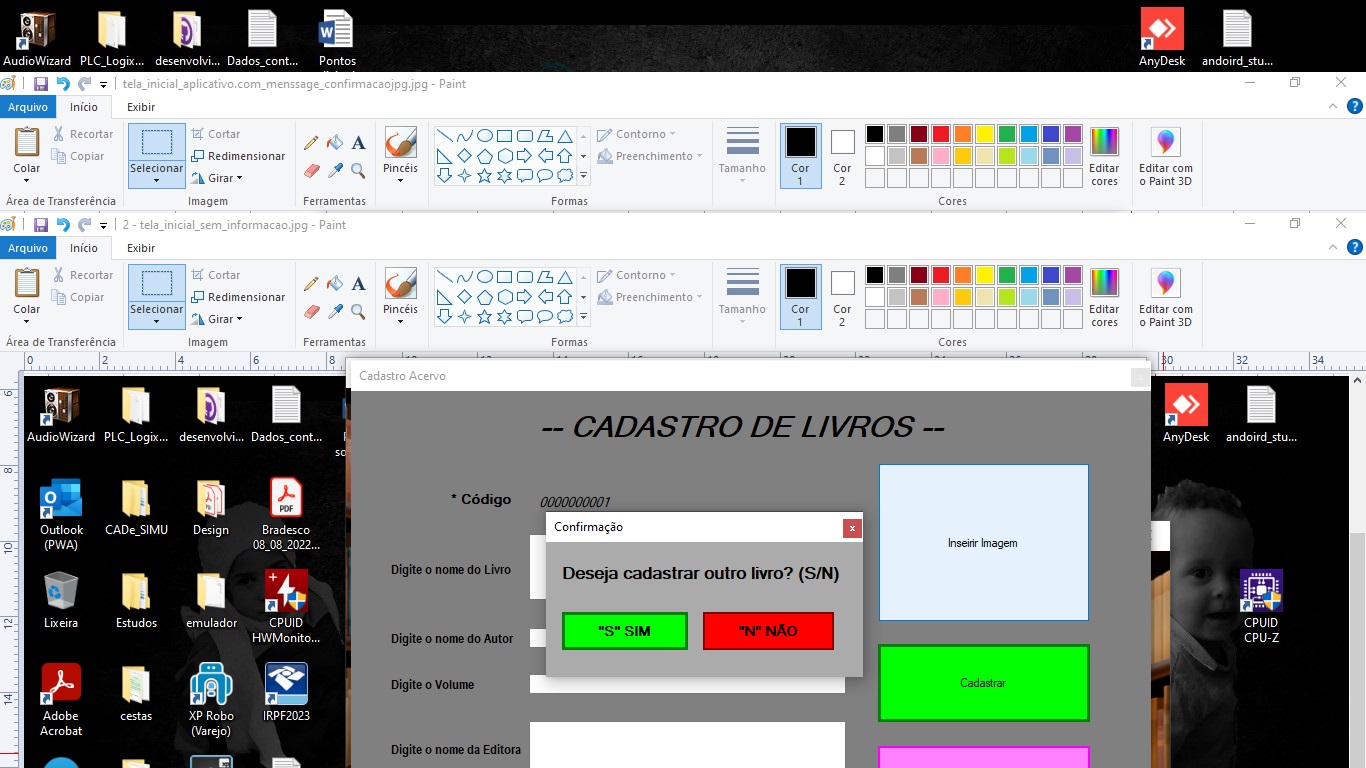 AudioWizard PLC_Logix... desenvolvi... Dados_cont... Pontos AnyDesk andoird_stu...
tela_inicial_aplicativo.com_menssage_confirmacaojpg.jpg - Paint
Arquivo Início Exibir
Colar Recortar Copiar
Selecionar Cortar Redimensionar Girar
A
Pincéis
Contorno Preenchimento
Tamanho
Cor 1
Cor 2
Editar cores
Editar com o Paint 3D
Área de Transferência Imagem Ferramentas Formas Cores
2 - tela_inicial_sem_informacao.jpg - Paint
Arquivo Início Exibir
Colar Recortar Copiar
Selecionar Cortar Redimensionar Girar
A
Pincéis
Contorno Preenchimento
Tamanho
Cor 1
Cor 2
Editar cores
Editar com o Paint 3D
Área de Transferência Imagem Ferramentas Formas Cores
0 2 4 6 8 30 32 34
6
8
10
12
14
AudioWizard PLC_Logix... desenvolvi... Dados_cont... AnyDesk andoird_stu...
Outlook (PWA)
CADe_SIMU
Design
PDF
Bradesco
08_08_2022...
Lixeira
Estudos
emulador
CPUID
HWMonito...
CPUID
CPU-Z
Adobe
Acrobat
cestas
XP Robo
(Varejo)
IRPF2023
Cadastro Acervo
-- CADASTRO DE LIVROS --
* Código 0000000001
Digite o nome do Livro
Digite o nome do Autor
Digite o Volume
Digite o nome da Editora
Inseirir Imagem
Cadastrar
Confirmação x
Deseja cadastrar outro livro? (S/N)
"S" SIM "N" NÃO